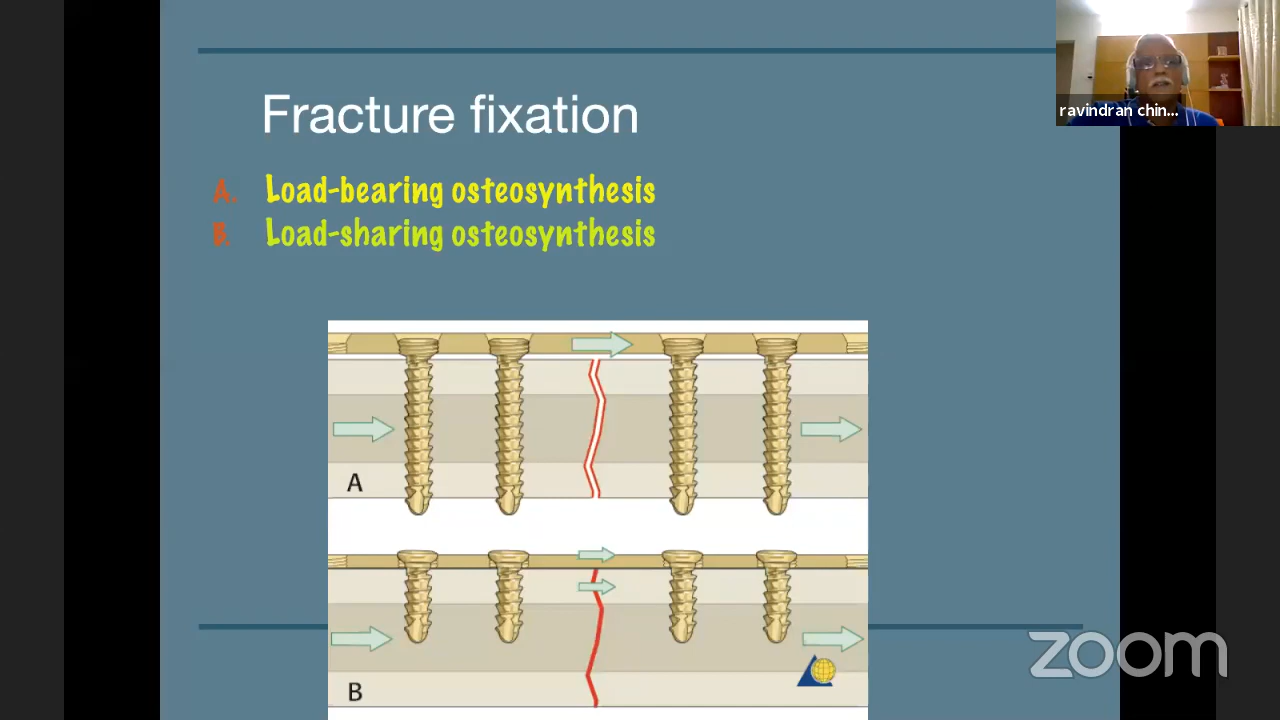 Fracture fixation
A. Load-bearing osteosynthesis
B. Load-sharing osteosynthesis
A
B
ravindran chin...
zoom